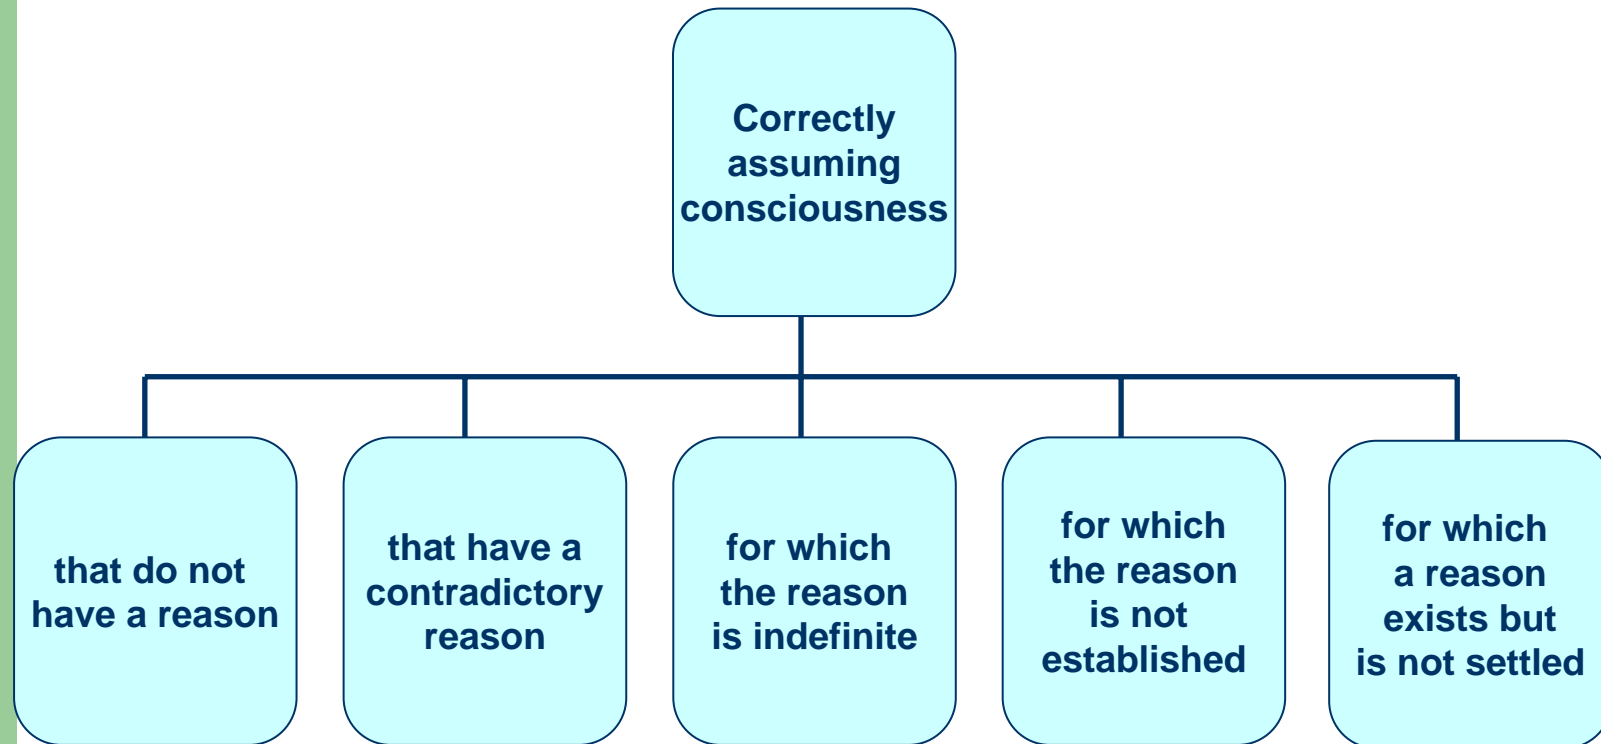 Correctly
assuming
consciousness
that do not
have a reason
that have a
contradictory
reason
for which
the reason
is indefinite
for which
the reason
is not
established
for which
a reason
exists but
is not settled